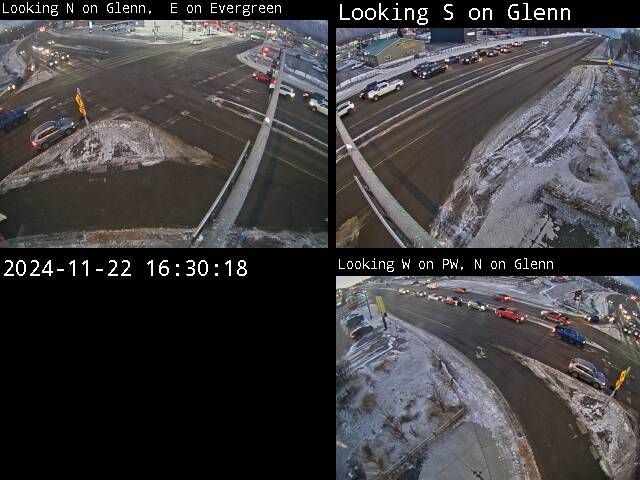 Looking N on Glenn,  E on Evergreen
Looking S on Glenn
2024-11-22 16:30:18
Looking W on PW, N on Glenn